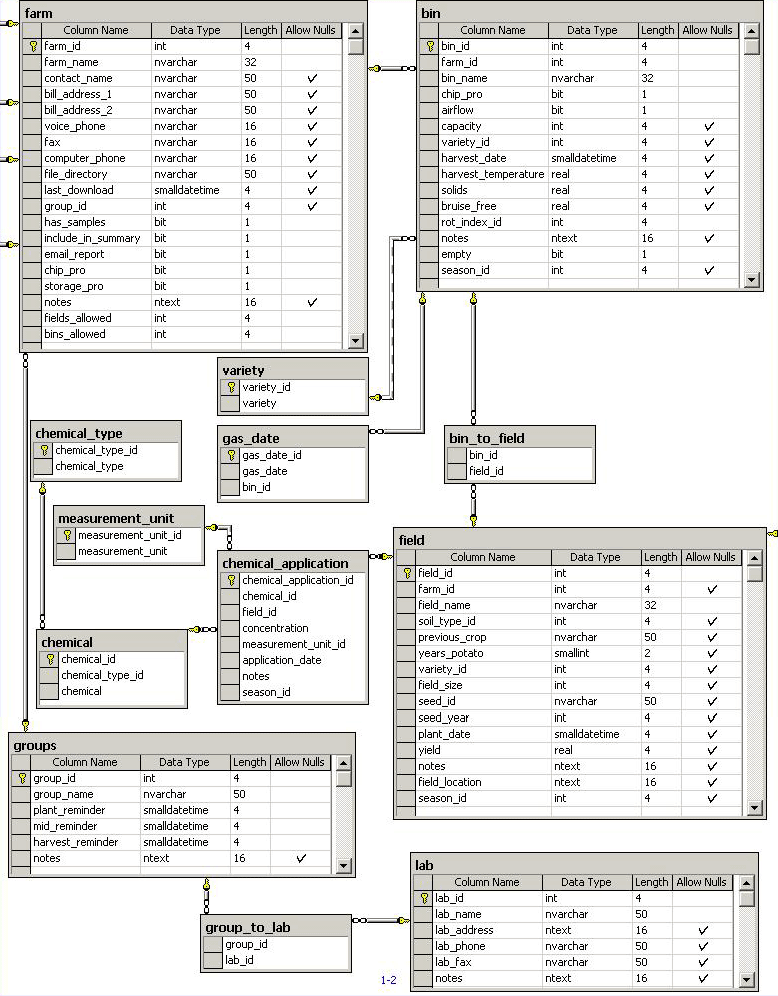 farm
Column Name Data Type Length Allow Nulls
farm_id int 4
farm_name nvarchar 32
contact_name nvarchar 50
bill_address_1 nvarchar 50
bill_address_2 nvarchar 50
voice_phone nvarchar 16
fax nvarchar 16
computer_phone nvarchar 16
file_directory nvarchar 50
last_download smalldatetime 4
group_id int 4
has_samples bit 1
include_in_summary bit 1
email_report bit 1
chip_pro bit 1
storage_pro bit 1
notes ntext 16
fields_allowed int 4
bins_allowed int 4
bin
Column Name Data Type Length Allow Nulls
bin_id int 4
farm_id int 4
bin_name nvarchar 32
chip_pro bit 1
airflow bit 1
capacity int 4
variety_id int 4
harvest_date smalldatetime 4
harvest_temperature real 4
solids real 4
bruise_free real 4
rot_index_id int 4
notes ntext 16
empty bit 1
season_id int 4
variety
variety_id
variety
chemical_type
chemical_type_id
chemical_type
gas_date
gas_date_id
gas_date
bin_id
bin_to_field
bin_id
field_id
measurement_unit
measurement_unit_id
measurement_unit
chemical_application
chemical_application_id
chemical_id
field_id
concentration
measurement_unit_id
application_date
notes
season_id
field
Column Name Data Type Length Allow Nulls
field_id int 4
farm_id int 4
field_name nvarchar 32
soil_type_id int 4
previous_crop nvarchar 50
years_potato smallint 2
variety_id int 4
field_size int 4
seed_id nvarchar 50
seed_year int 4
plant_date smalldatetime 4
yield real 4
notes ntext 16
field_location ntext 16
season_id int 4
chemical
chemical_id
chemical_type_id
chemical
groups
Column Name Data Type Length Allow Nulls
group_id int 4
group_name nvarchar 50
plant_reminder smalldatetime 4
mid_reminder smalldatetime 4
harvest_reminder smalldatetime 4
notes ntext 16
group_to_lab
group_id
lab_id
lab
Column Name Data Type Length Allow Nulls
lab_id int 4
lab_name nvarchar 50
lab_address ntext 16
lab_phone nvarchar 50
lab_fax nvarchar 50
notes ntext 16
1-2